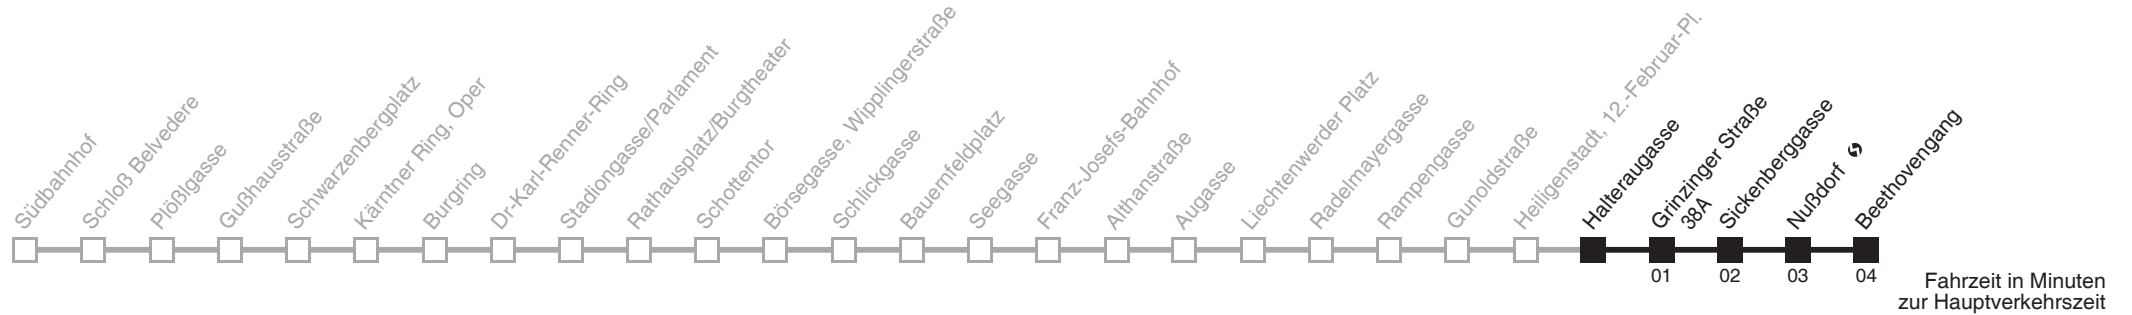 Südbahnhof
Schloß Belvedere
Plößlgasse
Gußhausstraße
Schwarzenbergplatz
Kärntner Ring, Oper
Burgring
Dr-Karl-Renner-Ring
Stadiongasse/Parlament
Rathausplatz/Burgtheater
Schottentor
Börsegasse, Wipplingerstraße
Schlickgasse
Bauernfeldplatz
Seegasse
Franz-Josefs-Bahnhof
Althanstraße
Augasse
Liechtenwerder Platz
Radelmayergasse
Rampengasse
Gunoldstraße
Heiligenstadt, 12.-Februar-Pl.
Halteraugasse
Grinzinger Straße
38A
Sickenberggasse
Nußdorf
Beethovengang
01 02 03 04
Fahrzeit in Minuten
zur Hauptverkehrszeit